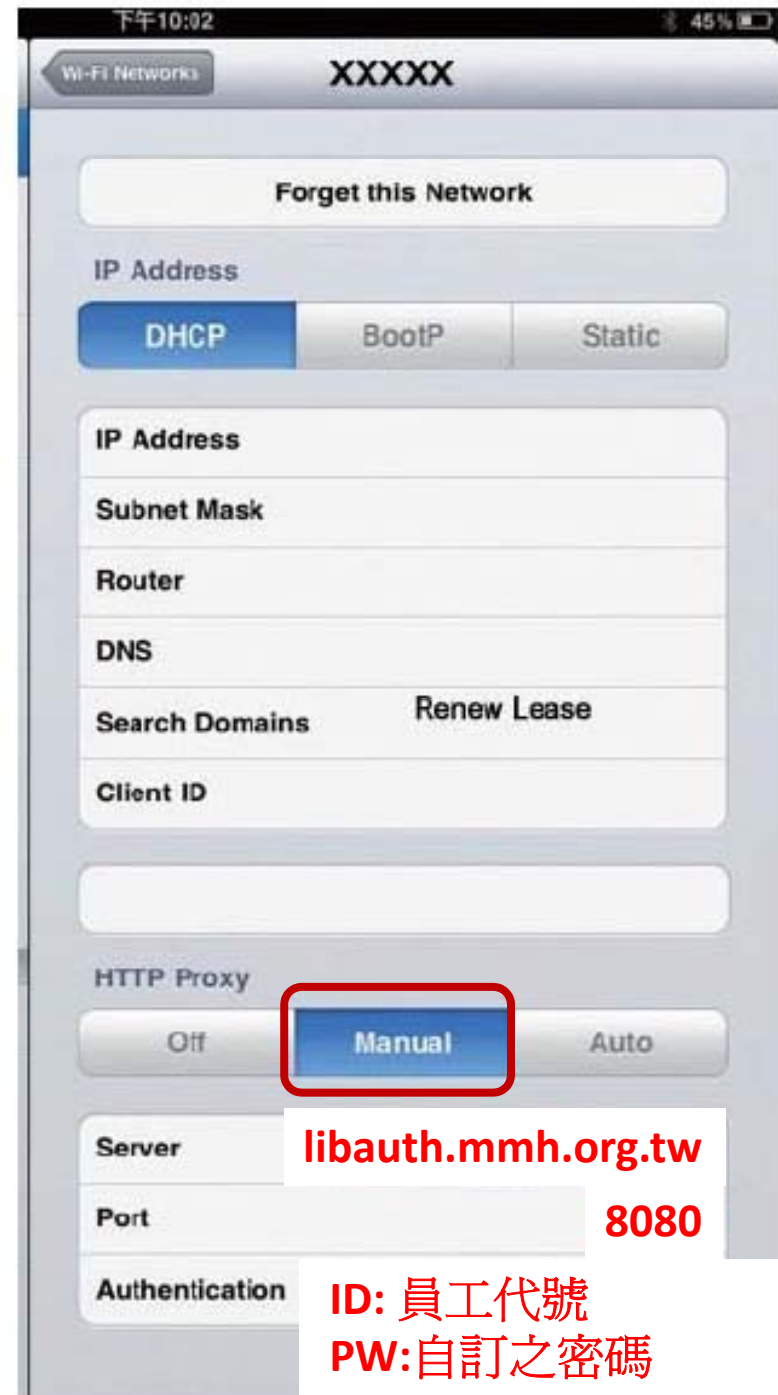 下午10:02 45%
Wi-Fi Networks XXXXX
Forget this Network
IP Address
DHCP BootP Static
IP Address
Subnet Mask
Router
DNS
Search Domains Renew Lease
Client ID
HTTP Proxy
Off Manual Auto
Server libauth.mmh.org.tw
Port 8080
Authentication ID: 員工代號
PW:自訂之密碼